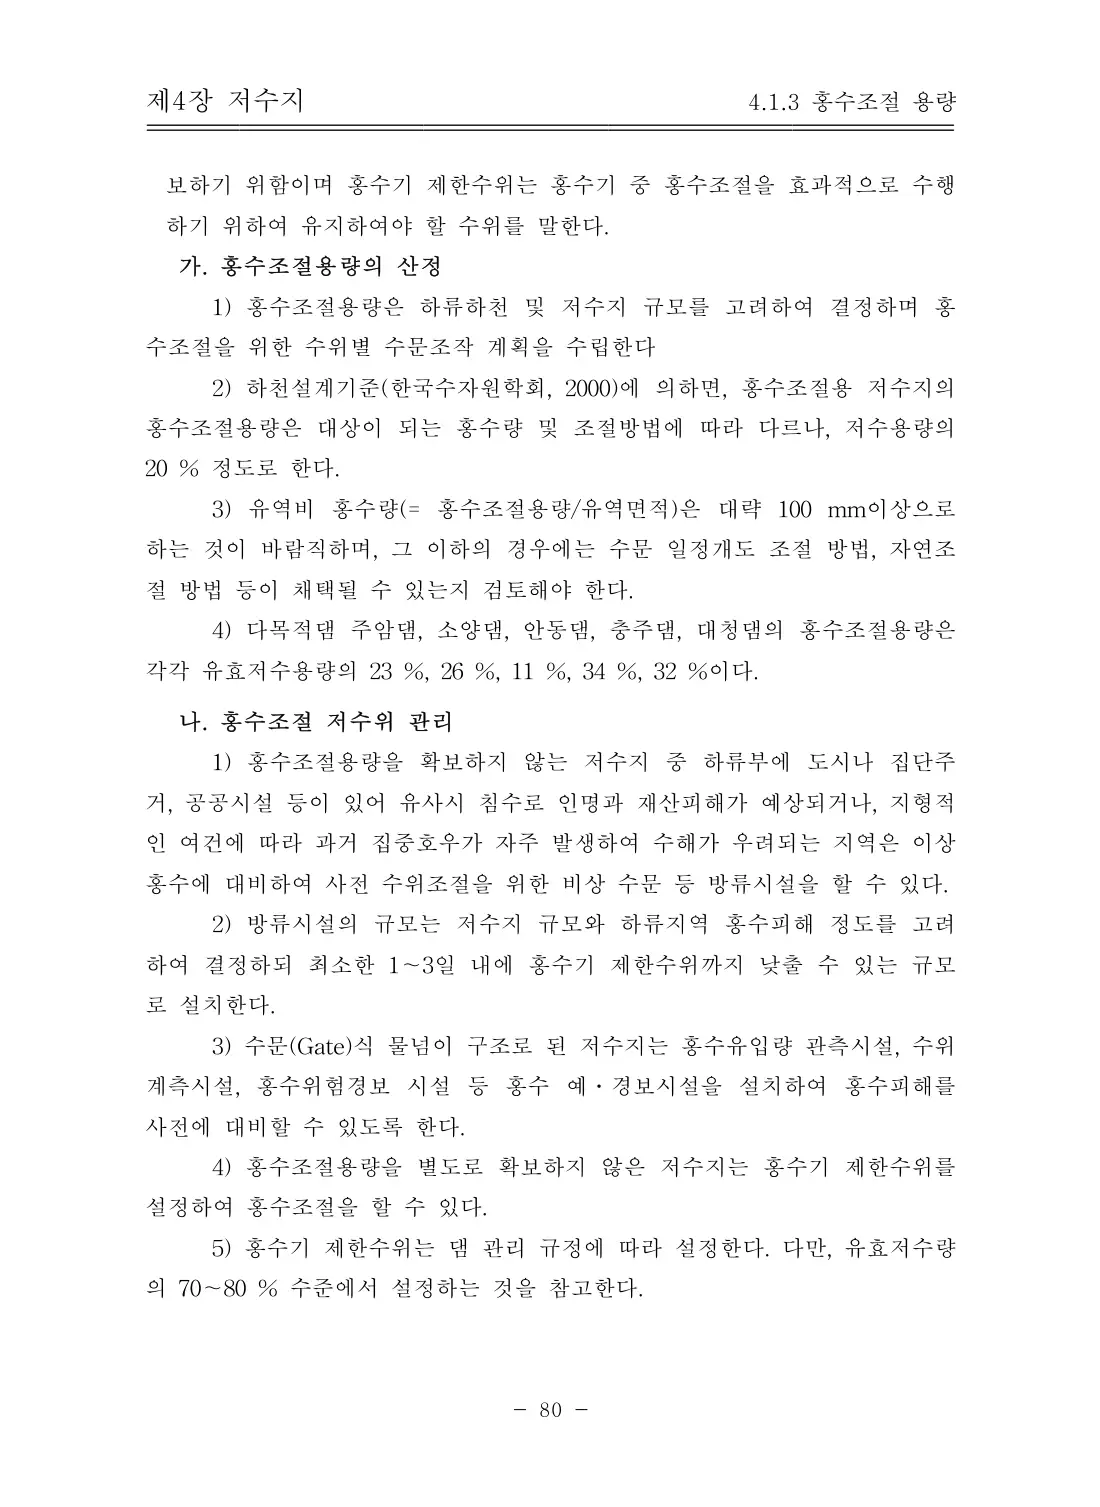 제4장 저수지
4.1.3 홍수조절 용량
보하기 위함이며 홍수기 제한수위는 홍수기 중 홍수조절을 효과적으로 수행
하기 위하여 유지하여야 할 수위를 말한다.
가. 홍수조절용량의 산정
1) 홍수조절용량은 하류하천 및 저수지 규모를 고려하여 결정하며 홍
수조절을 위한 수위별 수문조작 계획을 수립한다
2) 하천설계기준(한국수자원학회, 2000)에 의하면, 홍수조절용 저수지의
홍수조절용량은 대상이 되는 홍수량 및 조절방법에 따라 다르나, 저수용량의
20 % 정도로 한다.
3) 유역비 홍수량(= 홍수조절용량/유역면적)은 대략 100 mm이상으로
하는 것이 바람직하며, 그 이하의 경우에는 수문 일정개도 조절 방법, 자연조
절 방법 등이 채택될 수 있는지 검토해야 한다.
4) 다목적댐 주암댐, 소양댐, 안동댐, 충주댐, 대청댐의 홍수조절용량은
각각 유효저수용량의 23 %, 26 %, 11 %, 34 %, 32 %이다.
나. 홍수조절 저수위 관리
1) 홍수조절용량을 확보하지 않는 저수지 중 하류부에 도시나 집단주
거, 공공시설 등이 있어 유사시 침수로 인명과 재산피해가 예상되거나, 지형적
인 여건에 따라 과거 집중호우가 자주 발생하여 수해가 우려되는 지역은 이상
홍수에 대비하여 사전 수위조절을 위한 비상 수문 등 방류시설을 할 수 있다.
2) 방류시설의 규모는 저수지 규모와 하류지역 홍수피해 정도를 고려
하여 결정하되 최소한 1~3일 내에 홍수기 제한수위까지 낮출 수 있는 규모
로 설치한다.
3) 수문(Gate)식 물넘이 구조로 된 저수지는 홍수유입량 관측시설, 수위
계측시설, 홍수위험경보 시설 등 홍수 예·경보시설을 설치하여 홍수피해를
사전에 대비할 수 있도록 한다.
4) 홍수조절용량을 별도로 확보하지 않은 저수지는 홍수기 제한수위를
설정하여 홍수조절을 할 수 있다.
5) 홍수기 제한수위는 댐 관리 규정에 따라 설정한다. 다만, 유효저수량
의 70~80 % 수준에서 설정하는 것을 참고한다.
- 80 -